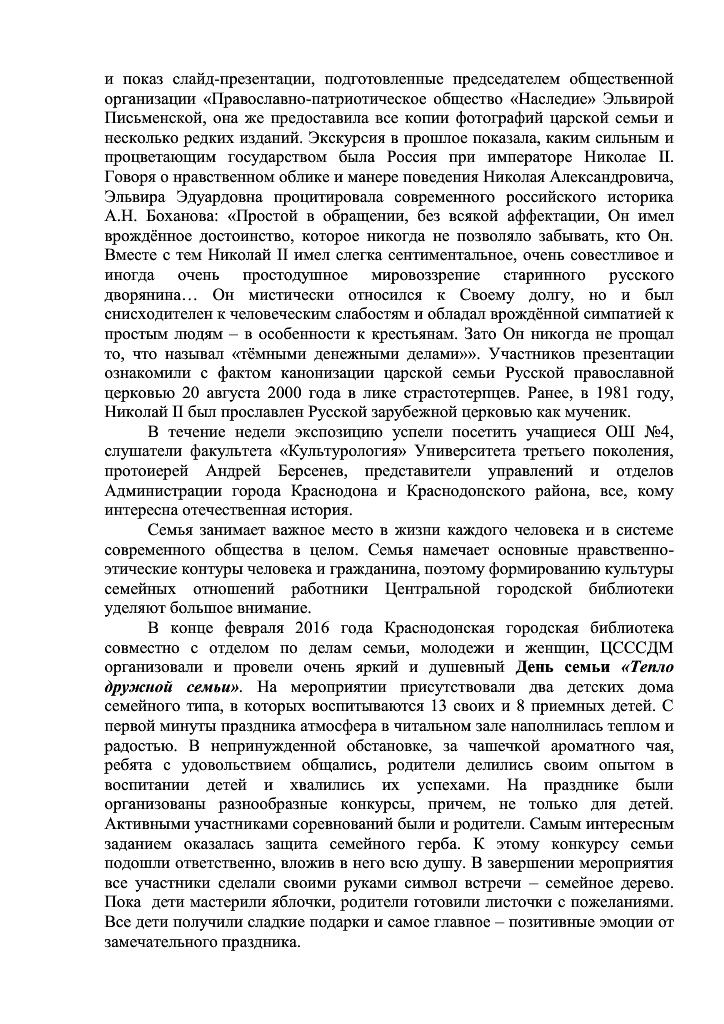 и показ слайд-презентации, подготовленные председателем общественной
организации «Православно-патриотическое общество «Наследие» Эльвирой
Письменской, она же предоставила все копии фотографий царской семьи и
несколько редких изданий. Экскурсия в прошлое показала, каким сильным и
процветающим государством была Россия при императоре Николае II.
Говоря о нравственном облике и манере поведения Николая Александровича,
Эльвира Эдуардовна процитировала современного российского историка
А.Н. Боханова: «Простой в обращении, без всякой аффектации, Он имел
врождённое достоинство, которое никогда не позволяло забывать, кто Он.
Вместе с тем Николай II имел слегка сентиментальное, очень совестливое и
иногда очень простодушное мировоззрение старинного русского
дворянина… Он мистически относился к Своему долгу, но и был
снисходителен к человеческим слабостям и обладал врождённой симпатией к
простым людям – в особенности к крестьянам. Зато Он никогда не прощал
то, что называл «тёмными денежными делами»». Участников презентации
ознакомили с фактом канонизации царской семьи Русской православной
церковью 20 августа 2000 года в лике страстотерпцев. Ранее, в 1981 году,
Николай II был прославлен Русской зарубежной церковью как мученик.
В течение недели экспозицию успели посетить учащиеся ОШ №4,
слушатели факультета «Культурология» Университета третьего поколения,
протоиерей Андрей Берсенев, представители управлений и отделов
Администрации города Краснодона и Краснодонского района, все, кому
интересна отечественная история.
Семья занимает важное место в жизни каждого человека и в системе
современного общества в целом. Семья намечает основные нравственно-
этические контуры человека и гражданина, поэтому формированию культуры
семейных отношений работники Центральной городской библиотеки
уделяют большое внимание.
В конце февраля 2016 года Краснодонская городская библиотека
совместно с отделом по делам семьи, молодежи и женщин, ЦСССДМ
организовали и провели очень яркий и душевный День семьи «Тепло
дружной семьи». На мероприятии присутствовали два детских дома
семейного типа, в которых воспитываются 13 своих и 8 приемных детей. С
первой минуты праздника атмосфера в читальном зале наполнилась теплом и
радостью. В непринужденной обстановке, за чашечкой ароматного чая,
ребята с удовольствием общались, родители делились своим опытом в
воспитании детей и хвалились их успехами. На празднике были
организованы разнообразные конкурсы, причем, не только для детей.
Активными участниками соревнований были и родители. Самым интересным
заданием оказалась защита семейного герба. К этому конкурсу семьи
подошли ответственно, вложив в него всю душу. В завершении мероприятия
все участники сделали своими руками символ встречи – семейное дерево.
Пока дети мастерили яблочки, родители готовили листочки с пожеланиями.
Все дети получили сладкие подарки и самое главное – позитивные эмоции от
замечательного праздника.